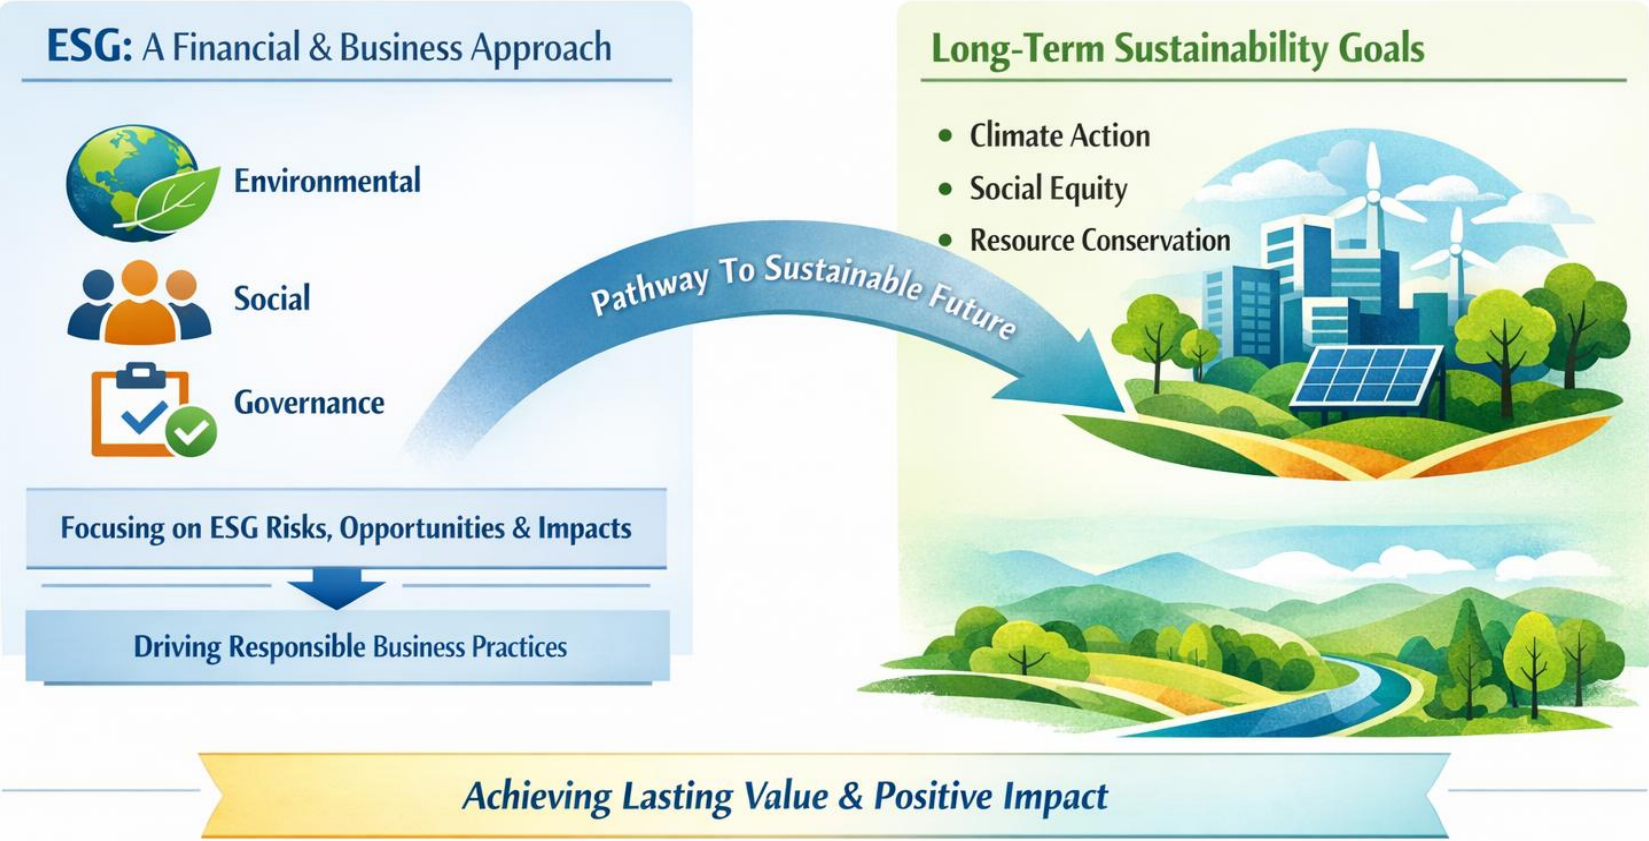 ESG: A Financial & Business Approach
Environmental
Social
Governance
Focusing on ESG Risks, Opportunities & Impacts
Driving Responsible Business Practices
Pathway To Sustainable Future
Long-Term Sustainability Goals
• Climate Action
• Social Equity
• Resource Conservation
Achieving Lasting Value & Positive Impact